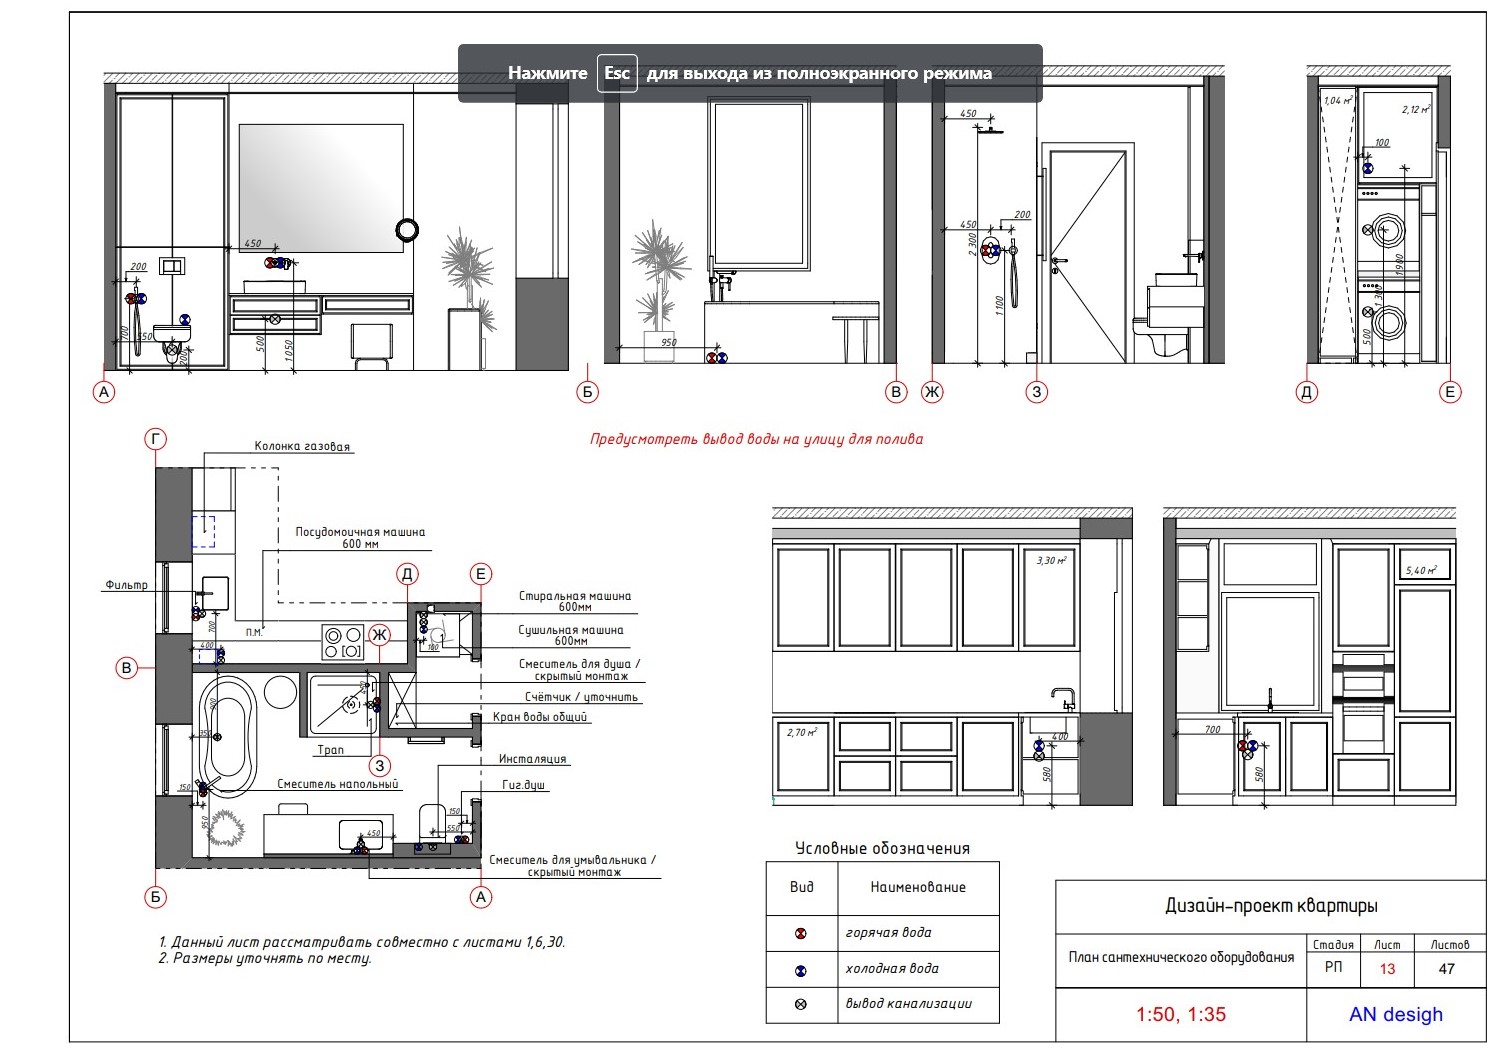 Нажмите Esc для выхода из полноэкранного режима
450
200
700
550
200
500
1050
А
Б
950
В
450
2300
450
200
1100
Ж
З
1,04 м²
2,12 м²
100
1900
1300
500
Д
Е
Предусмотреть вывод воды на улицу для полива
Г
Колонка газовая
Посудомоичная машина
600 мм
Фильтр
Д
Е
Стиральная машина
600мм
Сушильная машина
600мм
П.М.
700
400
Ж
100
В
Смеситель для душа /
скрытый монтаж
Счётчик / уточнить
Кран воды общий
Трап
З
350
Инсталяция
Смеситель напольный
Гиг.душ
150
950
450
150
550
Смеситель для умывальника /
скрытый монтаж
Б
А
1. Данный лист рассматривать совместно с листами 1,6,30.
2. Размеры уточнять по месту.
3,30 м²
2,70 м²
400
580
5,40 м²
700
580
Условные обозначения
Вид Наименование
горячая вода
холодная вода
вывод канализации
Дизайн-проект квартиры
План сантехнического оборудования
Стадия Лист Листов
РП 13 47
1:50, 1:35
AN desigh